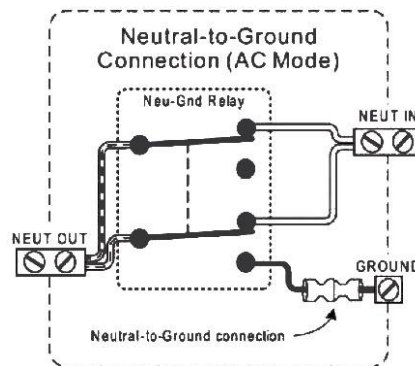 Neutral-to-Ground
Connection (AC Mode)
Neu-Gnd Relay
NEUT IN
NEUT OUT
GROUND
Neutral-to-Ground connection